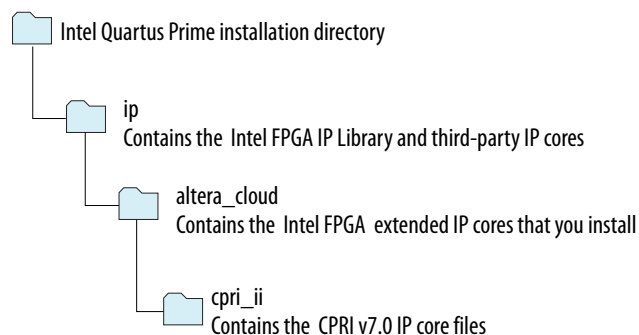 Intel Quartus Prime installation directory
ip
Contains the Intel FPGA IP Library and third-party IP cores
altera_cloud
Contains the Intel FPGA extended IP cores that you install
cpri_ii
Contains the CPRI v7.0 IP core files